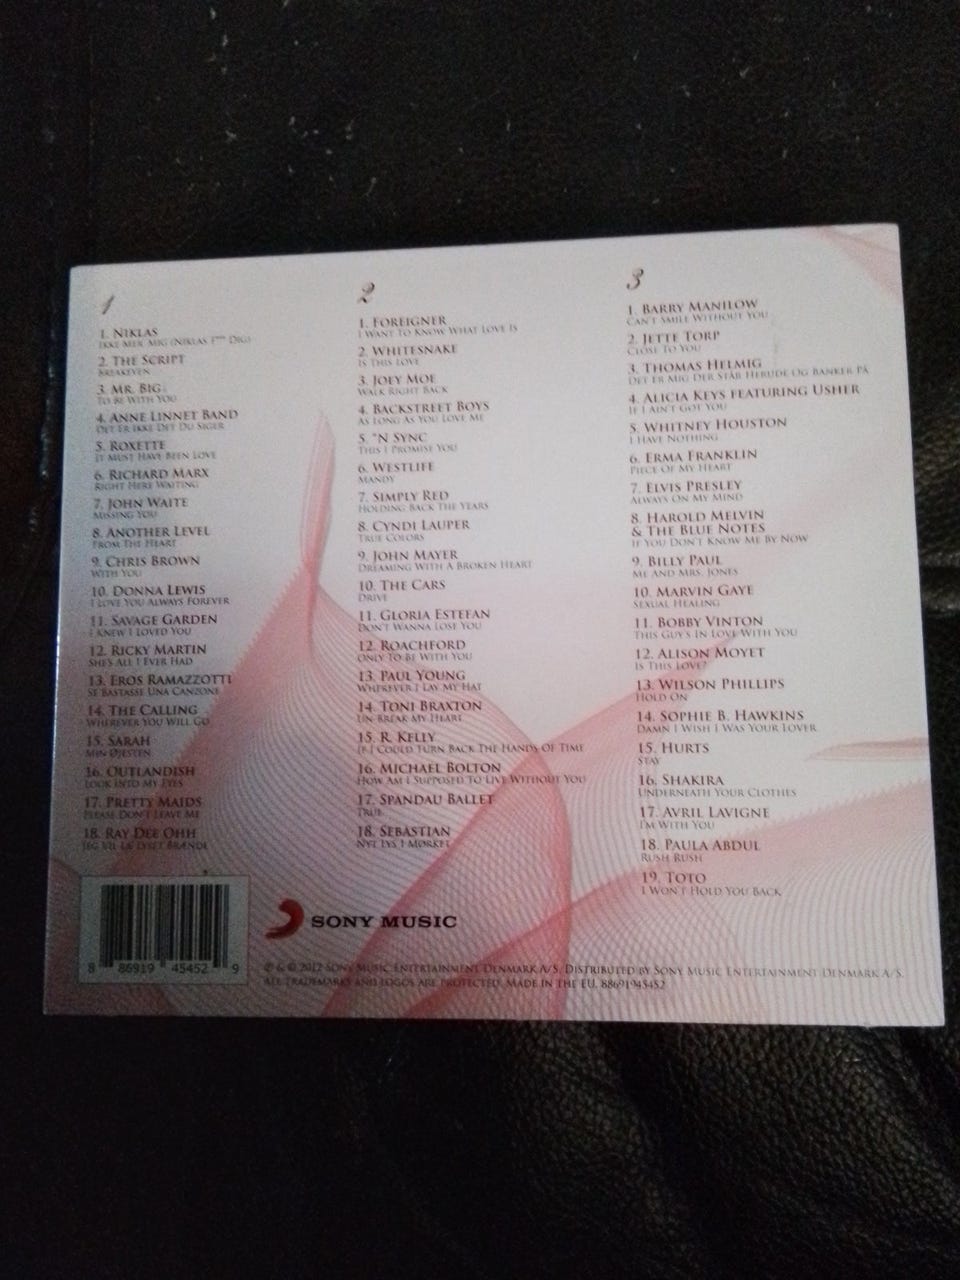 1
1. Niklas
Ikke Mer' Mig (Niklas F*** Dig)
2. The Script
Breakeven
3. Mr. Big
To Be With You
4. Anne Linnet Band
Det Er Ikke Det Du Siger
5. Roxette
It Must Have Been Love
6. Richard Marx
Right Here Waiting
7. John Waite
Missing You
8. Another Level
From The Heart
9. Chris Brown
With You
10. Donna Lewis
I Love You Always Forever
11. Savage Garden
I Knew I Loved You
12. Ricky Martin
She's All I Ever Had
13. Eros Ramazzotti
Se Bastasse Una Canzone
14. The Calling
Wherever You Will Go
15. Sarah
Min Øjesten
16. Outlandish
Look Into My Eyes
17. Pretty Maids
Please Don't Leave Me
18. Ray Dee Ohh
Jeg Vil La' Lyset Brænde
2
1. Foreigner
I Want To Know What Love Is
2. Whitesnake
Is This Love
3. Joey Moe
Walk Right Back
4. Backstreet Boys
As Long As You Love Me
5. *N Sync
This I Promise You
6. Westlife
Mandy
7. Simply Red
Holding Back The Years
8. Cyndi Lauper
True Colors
9. John Mayer
Dreaming With A Broken Heart
10. The Cars
Drive
11. Gloria Estefan
Don't Wanna Lose You
12. Roachford
Only To Be With You
13. Paul Young
Wherever I Lay My Hat
14. Toni Braxton
Un-Break My Heart
15. R. Kelly
If I Could Turn Back The Hands Of Time
16. Michael Bolton
How Am I Supposed To Live Without You
17. Spandau Ballet
True
18. Sebastian
Nyt Lys I Mørket
3
1. Barry Manilow
Can't Smile Without You
2. Jette Torp
Close To You
3. Thomas Helmig
Det Er Mig Der Står Herude Og Banker På
4. Alicia Keys featuring Usher
If I Ain't Got You
5. Whitney Houston
I Have Nothing
6. Erma Franklin
Piece Of My Heart
7. Elvis Presley
Always On My Mind
8. Harold Melvin
& The Blue Notes
If You Don't Know Me By Now
9. Billy Paul
Me And Mrs. Jones
10. Marvin Gaye
Sexual Healing
11. Bobby Vinton
This Guy's In Love With You
12. Alison Moyet
Is This Love?
13. Wilson Phillips
Hold On
14. Sophie B. Hawkins
Damn I Wish I Was Your Lover
15. Hurts
Stay
16. Shakira
Underneath Your Clothes
17. Avril Lavigne
I'm With You
18. Paula Abdul
Rush Rush
19. Toto
I Won't Hold You Back
8 86919 45452 9
SONY MUSIC
℗ & © 2012 Sony Music Entertainment Denmark A/S. Distributed by Sony Music Entertainment Denmark A/S.
All trademarks and logos are protected. Made in the EU. 88691945452